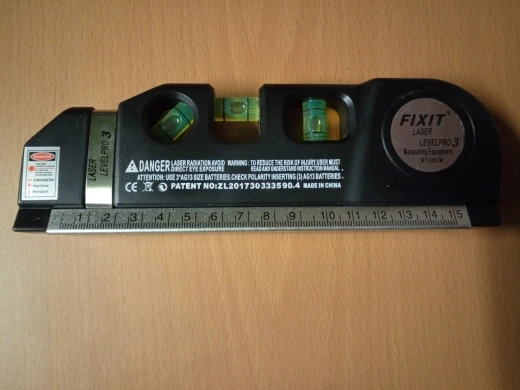 FIXIT
LASER
LEVELPRO 3
Measuring Equipment
LASER
LEVELPRO 3
DANGER
DANGER LASER RADIATION.AVOID DIRECT EYE EXPOSURE
WARNING: TO REDUCE THE RISK OF INJURY.USER MUST READ AND UNDERSTAND INSTRUCTION MANUAL
ATTENTION: USE 3*AG13 SIZE BATTERIES.CHECK POLARITY INSERTING (3) AG13 BATTERIES.
CE PATENT NO:ZL201730333590.4 MADE IN CHINA
1 2 3 4 5 6 7 8 9 10 11 12 13 14 15